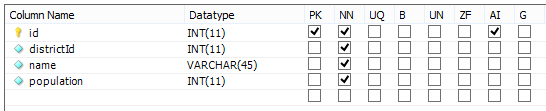 Column Name Datatype PK NN UQ B UN ZF AI G
id INT(11)
districtId INT(11)
name VARCHAR(45)
population INT(11)